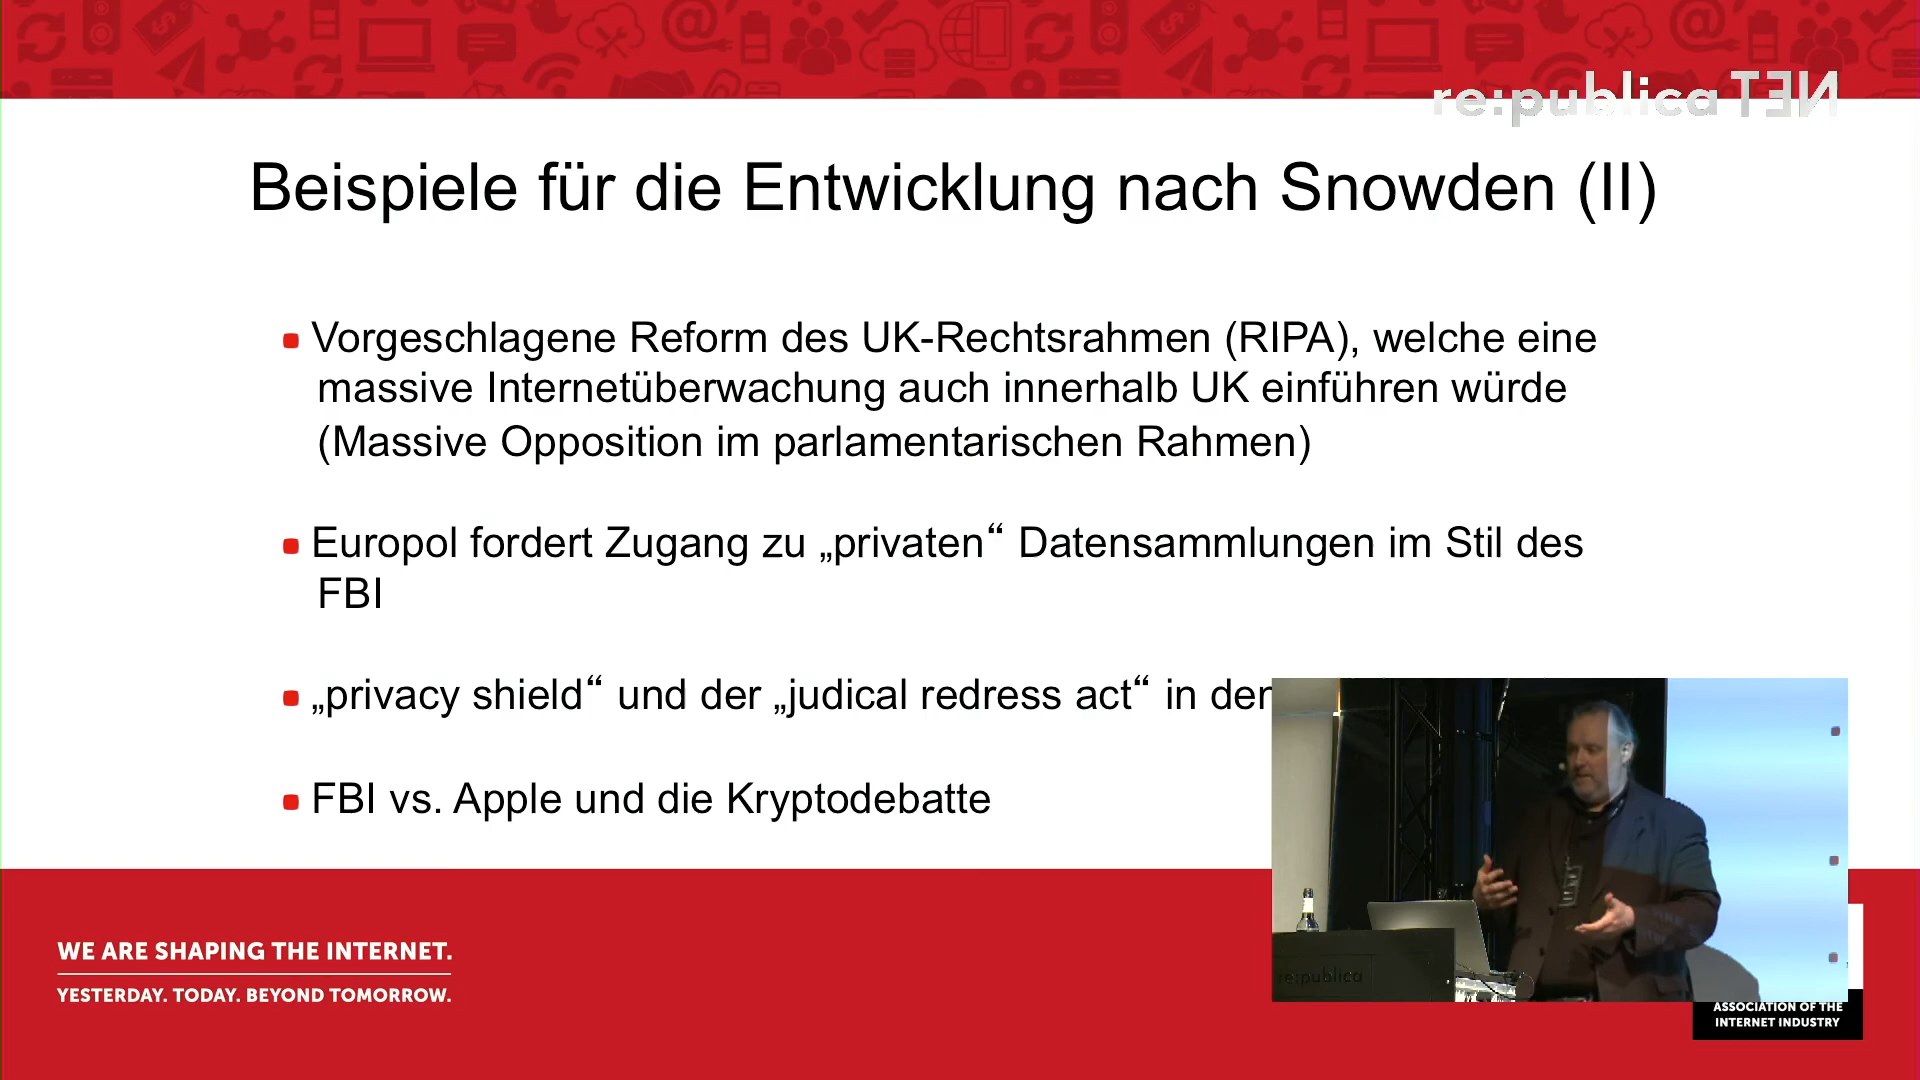 re:publica TEN
Beispiele für die Entwicklung nach Snowden (II)
Vorgeschlagene Reform des UK-Rechtsrahmen (RIPA), welche eine
massive Internetüberwachung auch innerhalb UK einführen würde
(Massive Opposition im parlamentarischen Rahmen)
Europol fordert Zugang zu „privaten“ Datensammlungen im Stil des
FBI
„privacy shield“ und der „judical redress act“ in den
FBI vs. Apple und die Kryptodebatte
WE ARE SHAPING THE INTERNET.
YESTERDAY. TODAY. BEYOND TOMORROW.
re:publica
ASSOCIATION OF THE
INTERNET INDUSTRY